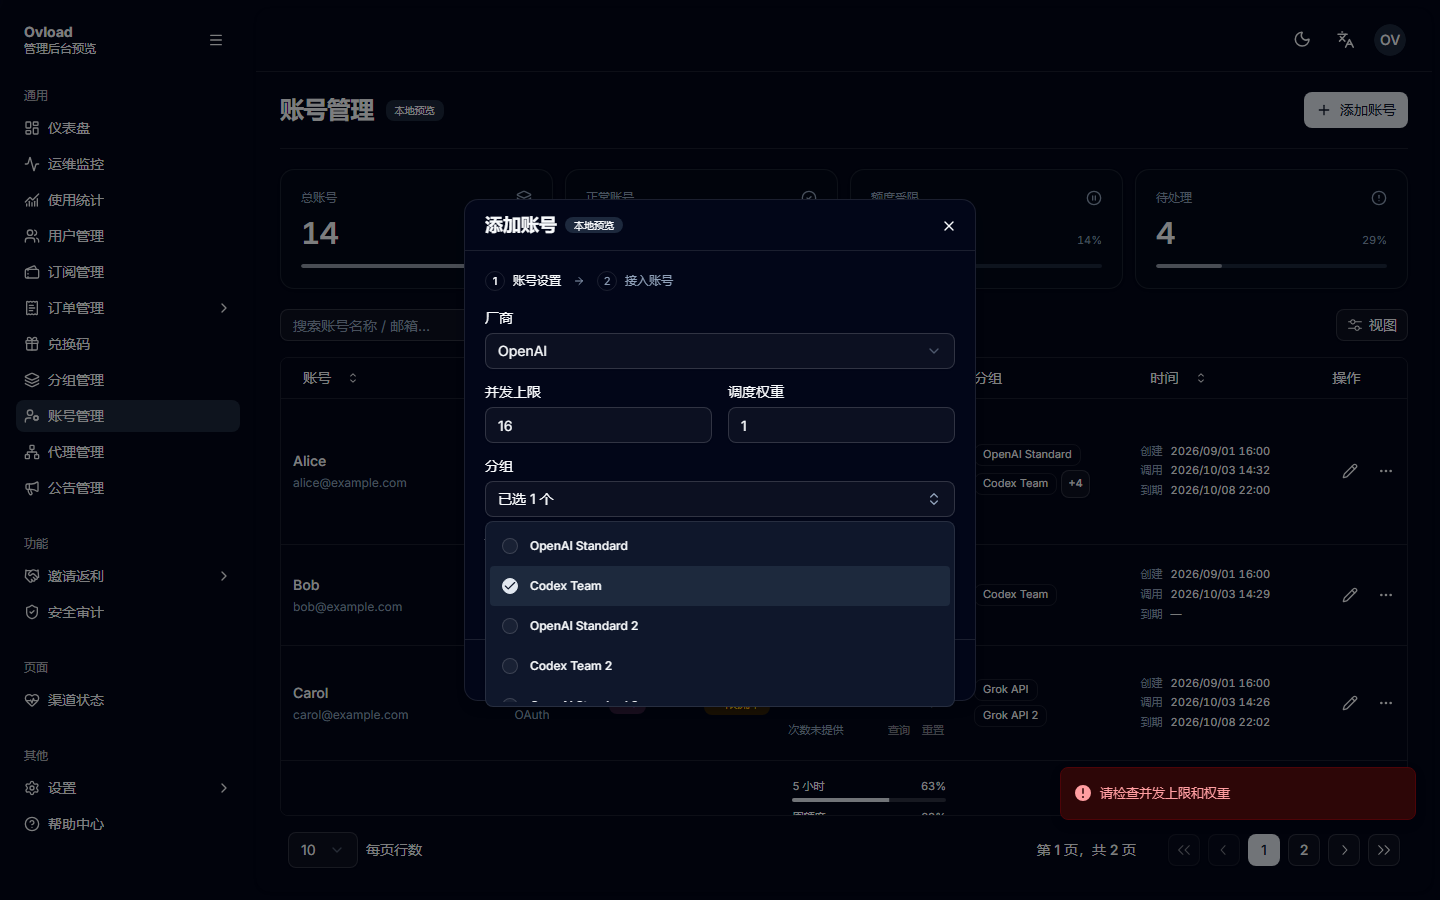 Ovload
管理后台预览
OV
通用
仪表盘
运维监控
使用统计
用户管理
订阅管理
订单管理
兑换码
分组管理
账号管理
代理管理
公告管理
功能
邀请返利
安全审计
页面
渠道状态
其他
设置
帮助中心
账号管理 本地预览
添加账号
总账号
14
正常账号
额度受限
14%
待处理
4
29%
搜索账号名称 / 邮箱...
视图
账号
分组
时间
操作
Alice
alice@example.com
OpenAI Standard
Codex Team +4
创建 2026/09/01 16:00
调用 2026/10/03 14:32
到期 2026/10/08 22:00
Bob
bob@example.com
Codex Team
创建 2026/09/01 16:00
调用 2026/10/03 14:29
到期 —
Carol
carol@example.com
OAuth
次数未提供 查询 重置
Grok API
Grok API 2
创建 2026/09/01 16:00
调用 2026/10/03 14:26
到期 2026/10/08 22:02
5 小时 63%
添加账号 本地预览
1 账号设置 → 2 接入账号
厂商
OpenAI
并发上限
16
调度权重
1
分组
已选 1 个
OpenAI Standard
Codex Team
OpenAI Standard 2
Codex Team 2
请检查并发上限和权重
10 每页行数
第 1 页，共 2 页
1 2